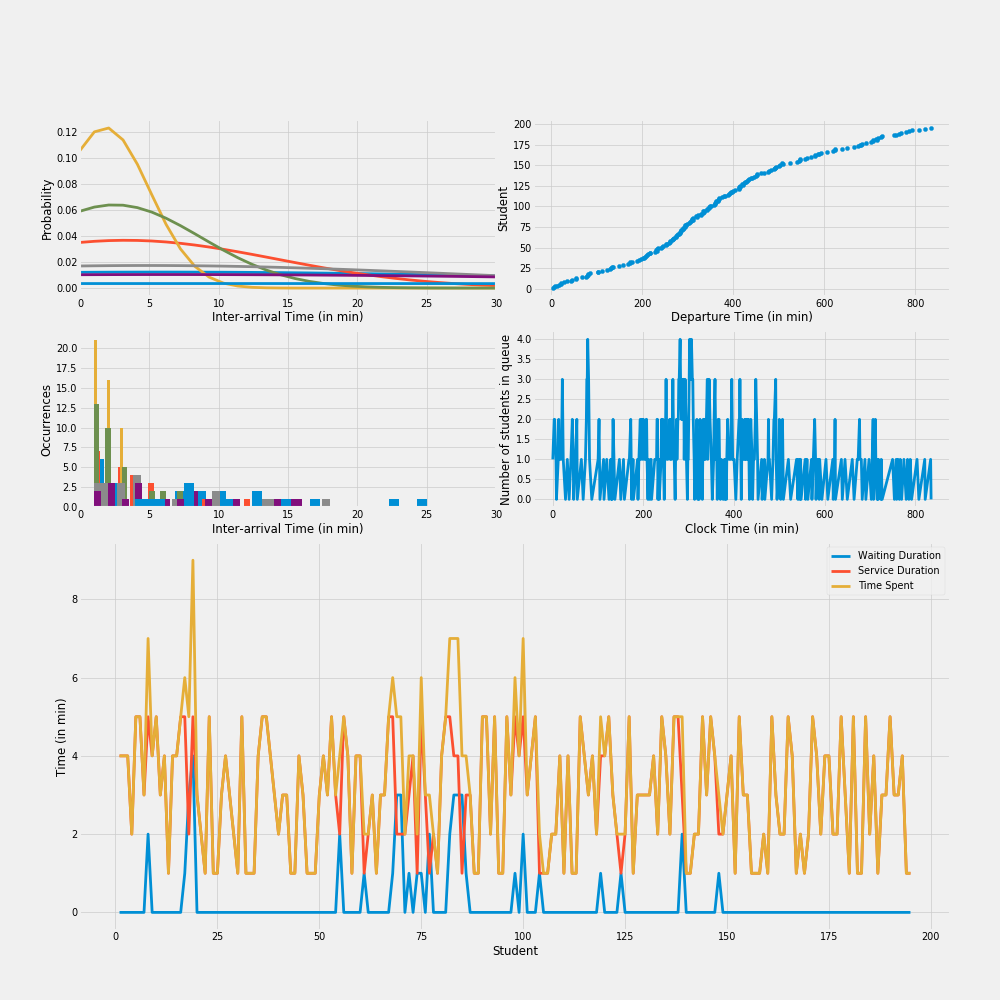 0.12
0.10
0.08
0.06
0.04
0.02
0.00
Probability
0 5 10 15 20 25 30
Inter-arrival Time (in min)
200
175
150
125
100
75
50
25
0
Student
0 200 400 600 800
Departure Time (in min)
20.0
17.5
15.0
12.5
10.0
7.5
5.0
2.5
0.0
Occurrences
0 5 10 15 20 25 30
Inter-arrival Time (in min)
4.0
3.5
3.0
2.5
2.0
1.5
1.0
0.5
0.0
Number of students in queue
0 200 400 600 800
Clock Time (in min)
Waiting Duration
Service Duration
Time Spent
8
6
4
2
0
Time (in min)
0 25 50 75 100 125 150 175 200
Student